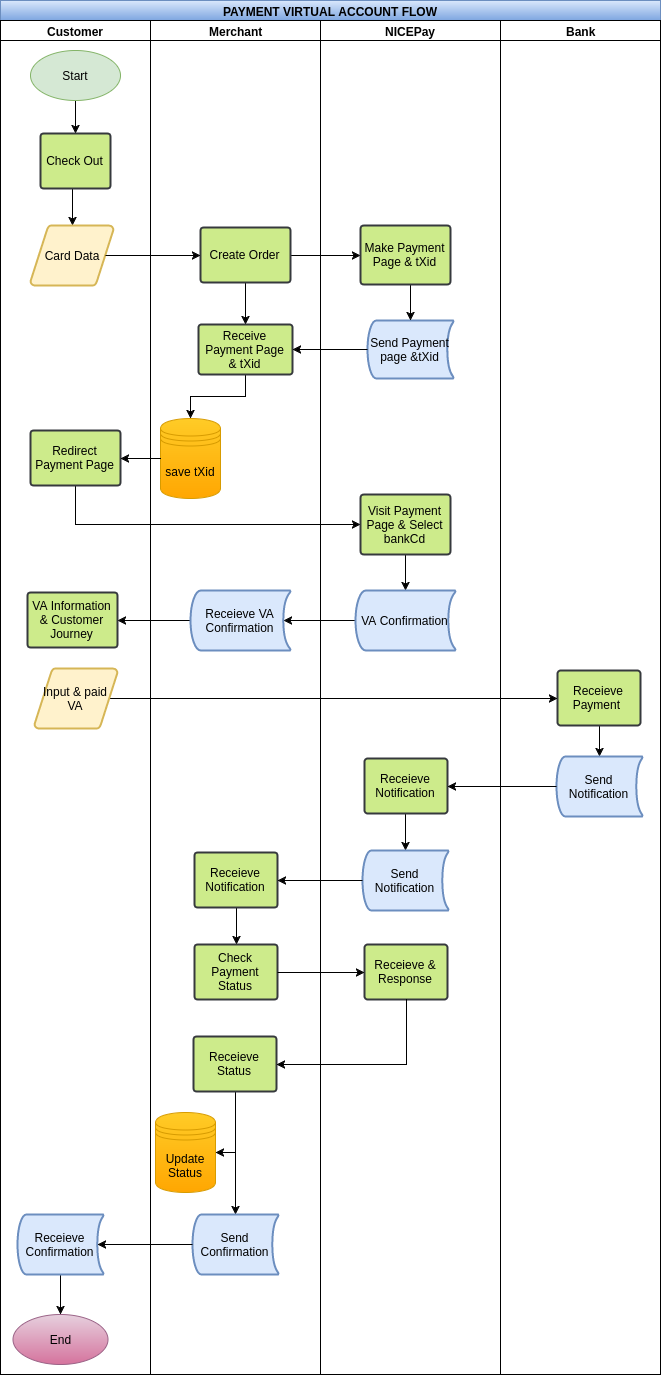 PAYMENT VIRTUAL ACCOUNT FLOW
Customer
Merchant
NICEPay
Bank
Start
Check Out
Card Data
Create Order
Make Payment
Page & tXid
Receive
Payment Page
& tXid
Send Payment
page &tXid
save tXid
Redirect
Payment Page
Visit Payment
Page & Select
bankCd
VA Information
& Customer
Journey
Receieve VA
Confirmation
VA Confirmation
Input & paid
VA
Receieve
Payment
Send
Notification
Receieve
Notification
Send
Notification
Receieve
Notification
Check
Payment
Status
Receieve &
Response
Receieve
Status
Update
Status
Send
Confirmation
Receieve
Confirmation
End